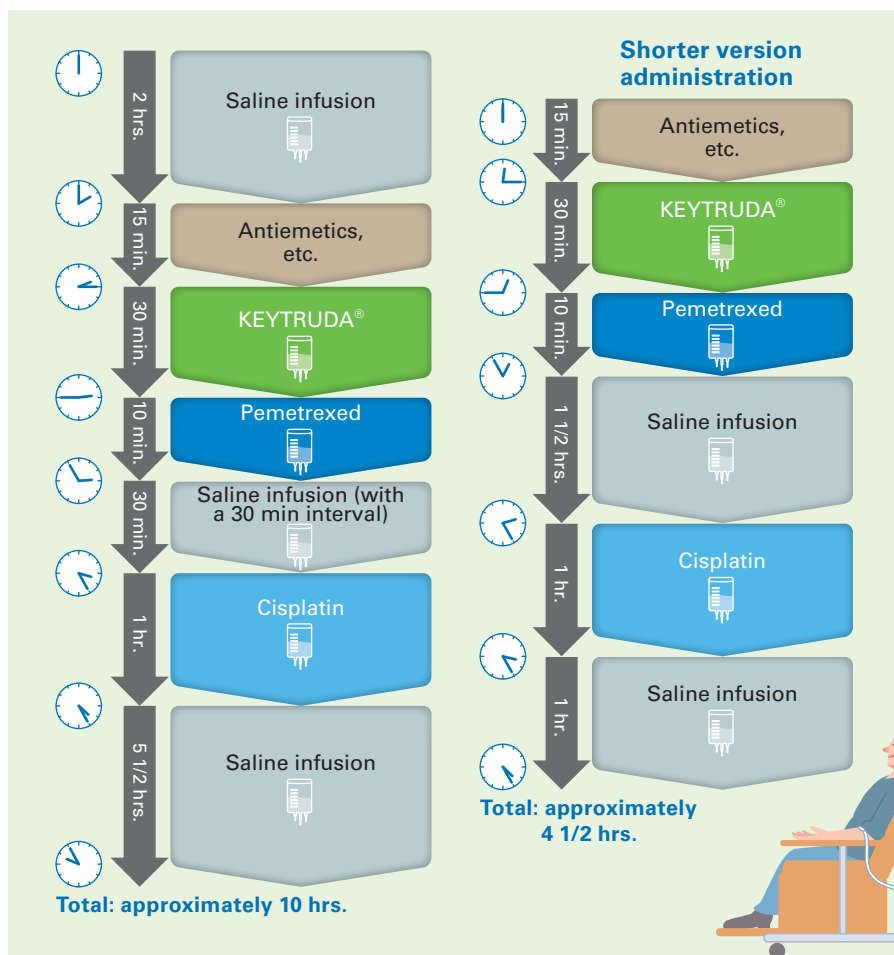 2 hrs.
Saline infusion
15 min.
Antiemetics,
etc.
30 min.
KEYTRUDA®
10 min.
Pemetrexed
30 min.
Saline infusion (with
a 30 min interval)
1 hr.
Cisplatin
5 1/2 hrs.
Saline infusion
Total: approximately 10 hrs.
Shorter version
administration
15 min.
Antiemetics,
etc.
30 min.
KEYTRUDA®
10 min.
Pemetrexed
1 1/2 hrs.
Saline infusion
1 hr.
Cisplatin
1 hr.
Saline infusion
Total: approximately
4 1/2 hrs.